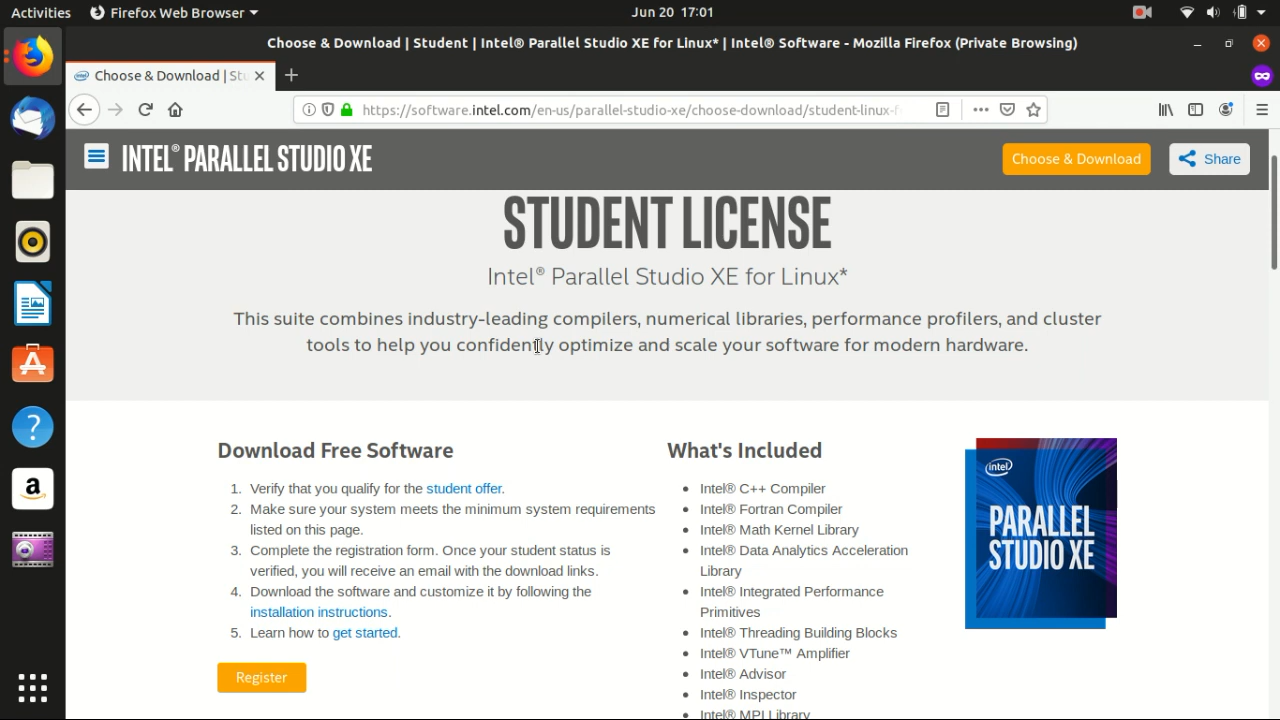 Activities Firefox Web Browser Jun 20 17:01
Choose & Download | Student | Intel® Parallel Studio XE for Linux* | Intel® Software - Mozilla Firefox (Private Browsing)
Choose & Download | Stu
https://software.intel.com/en-us/parallel-studio-xe/choose-download/student-linux-f
INTEL® PARALLEL STUDIO XE Choose & Download Share
STUDENT LICENSE
Intel® Parallel Studio XE for Linux*
This suite combines industry-leading compilers, numerical libraries, performance profilers, and cluster
tools to help you confidently optimize and scale your software for modern hardware.
Download Free Software
1. Verify that you qualify for the student offer.
2. Make sure your system meets the minimum system requirements
listed on this page.
3. Complete the registration form. Once your student status is
verified, you will receive an email with the download links.
4. Download the software and customize it by following the
installation instructions.
5. Learn how to get started.
Register
What's Included
Intel® C++ Compiler
Intel® Fortran Compiler
Intel® Math Kernel Library
Intel® Data Analytics Acceleration
Library
Intel® Integrated Performance
Primitives
Intel® Threading Building Blocks
Intel® VTune™ Amplifier
Intel® Advisor
Intel® Inspector
Intel® MPI Library
intel
PARALLEL
STUDIO XE
a